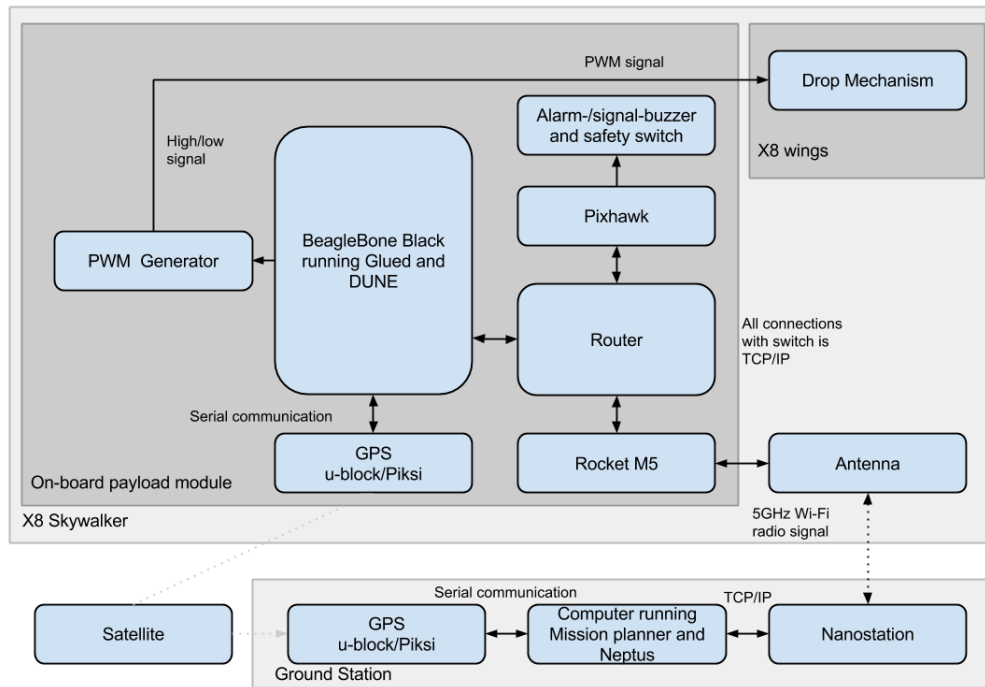 PWM signal
Drop Mechanism
X8 wings
Alarm-/signal-buzzer
and safety switch
High/low
signal
Pixhawk
PWM  Generator
BeagleBone Black
running Glued and
DUNE
Router
All connections
with switch is
TCP/IP
Serial communication
GPS
u-block/Piksi
Rocket M5
Antenna
On-board payload module
X8 Skywalker
5GHz Wi-Fi
radio signal
Satellite
Serial communication
TCP/IP
GPS
u-block/Piksi
Computer running
Mission planner and
Neptus
Nanostation
Ground Station